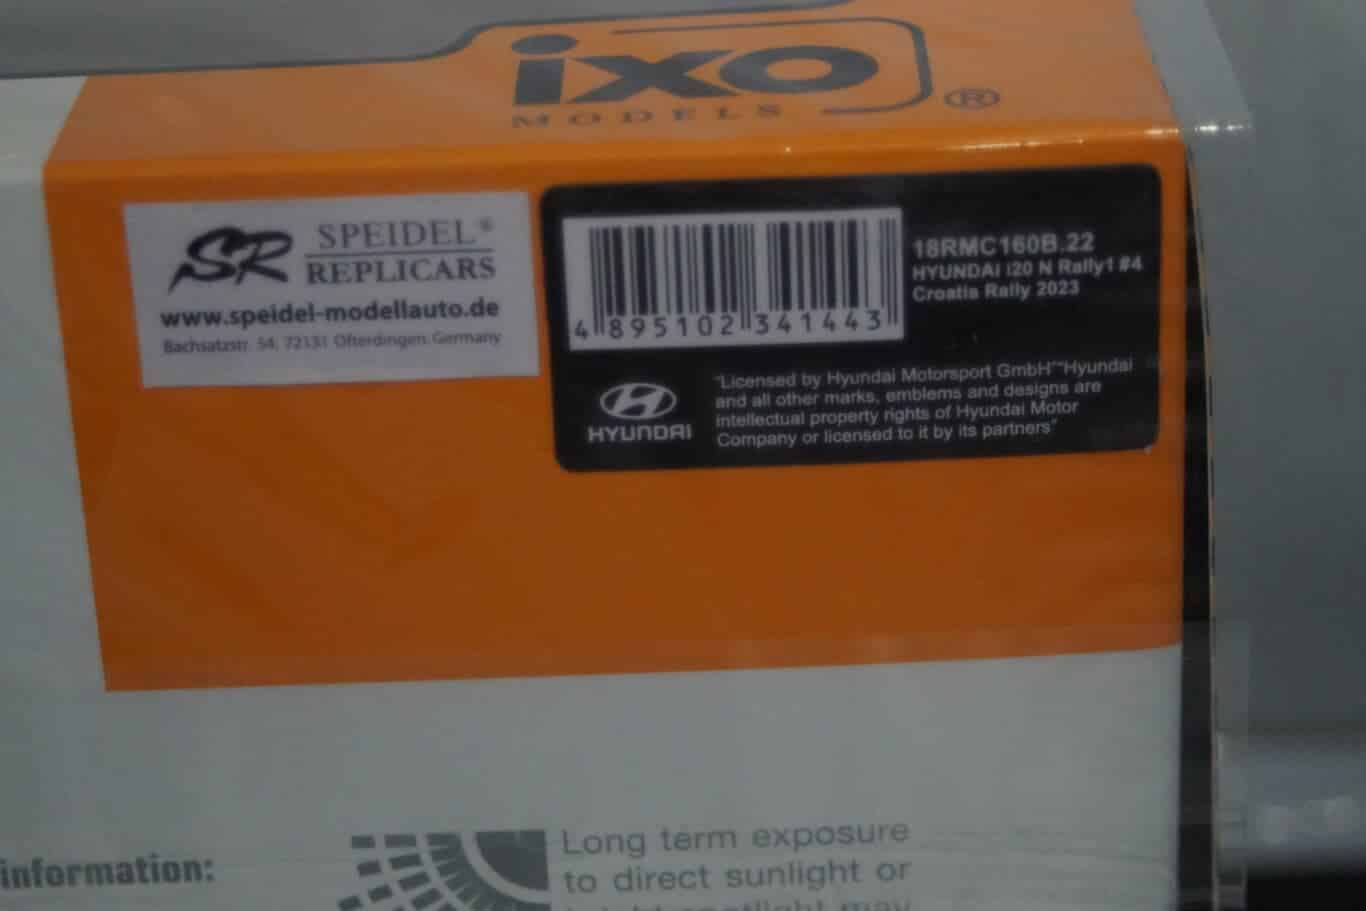 ixo®
MODELS
SR SPEIDEL®
REPLICARS
www.speidel-modellauto.de
Bachsatzstr. 54, 72131 Ofterdingen, Germany
4 895102 341443
18RMC160B.22
HYUNDAI i20 N Rally1 #4
Croatia Rally 2023
HYUNDAI
"Licensed by Hyundai Motorsport GmbH" "Hyundai
and all other marks, emblems and designs are
intellectual property rights of Hyundai Motor
Company or licensed to it by its partners"
information:
Long term exposure
to direct sunlight or
bright spotlight may